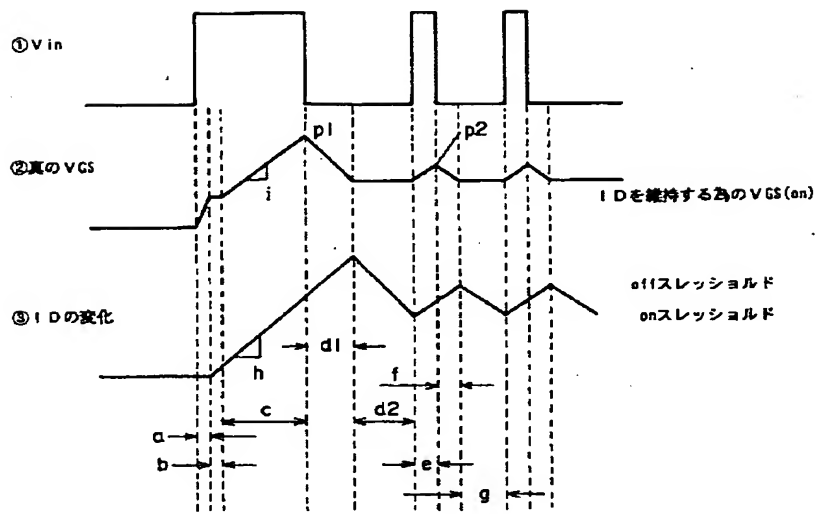 ①Vin
p1
p2
②真のVGS
i
IDを維持する為のVGS(on)
offスレッショルド
③IDの変化
onスレッショルド
d1
h
f
c
d2
a
b
e
g